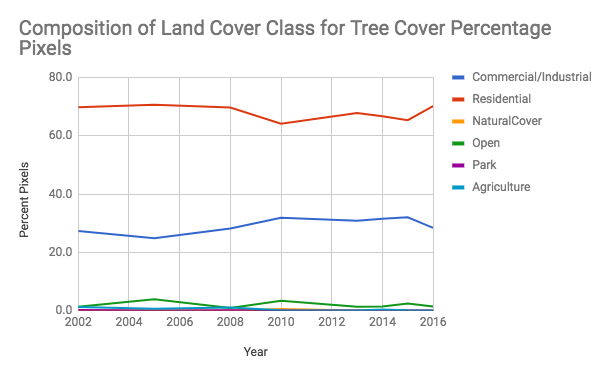 Composition of Land Cover Class for Tree Cover Percentage
Pixels
80.0
60.0
40.0
20.0
0.0
Percent Pixels
2002
2004
2006
2008
2010
2012
2014
2016
Year
Commercial/Industrial
Residential
NaturalCover
Open
Park
Agriculture